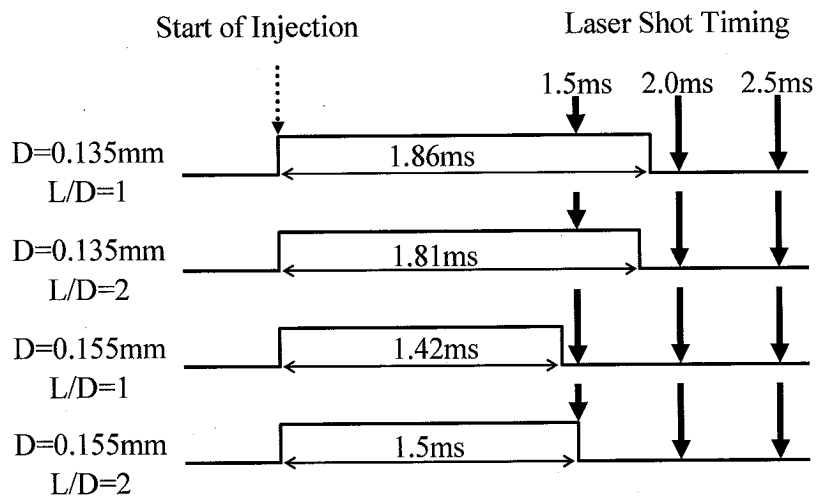 Start of Injection
Laser Shot Timing
1.5ms 2.0ms 2.5ms
D=0.135mm
L/D=1
1.86ms
D=0.135mm
L/D=2
1.81ms
D=0.155mm
L/D=1
1.42ms
D=0.155mm
L/D=2
1.5ms